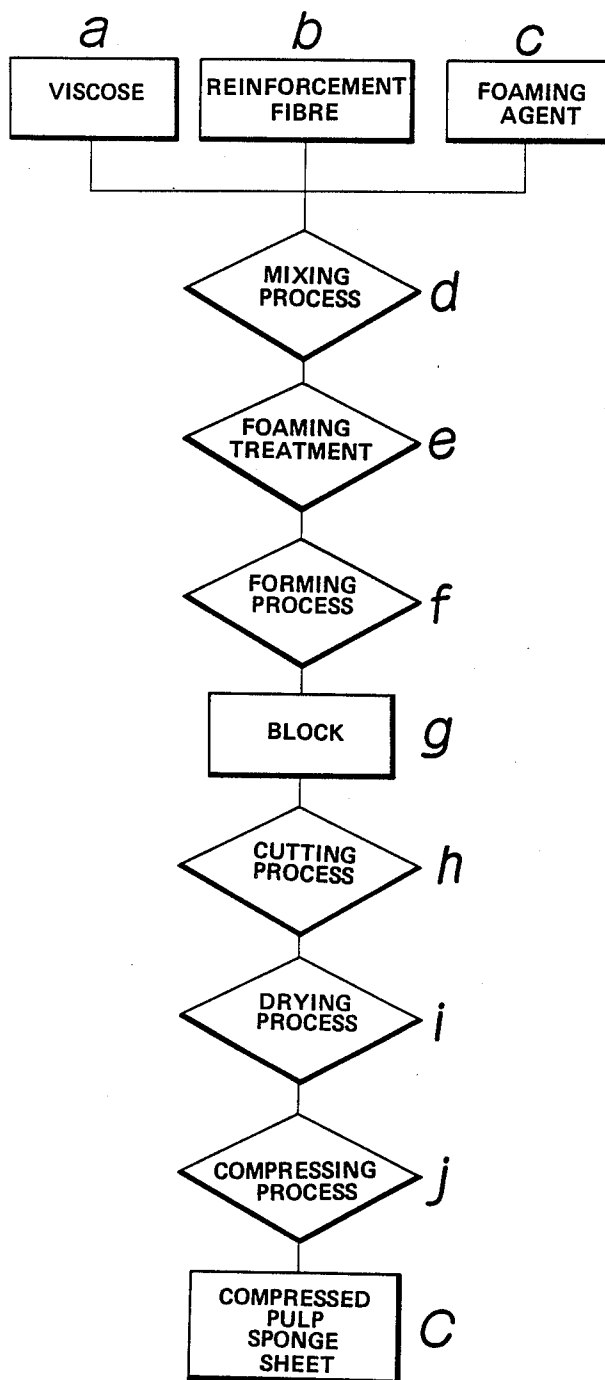 a b c
VISCOSE
REINFORCEMENT
FIBRE
FOAMING
AGENT
MIXING
PROCESS
d
FOAMING
TREATMENT
e
FORMING
PROCESS
f
BLOCK
g
CUTTING
PROCESS
h
DRYING
PROCESS
i
COMPRESSING
PROCESS
j
COMPRESSED
PULP
SPONGE
SHEET
C